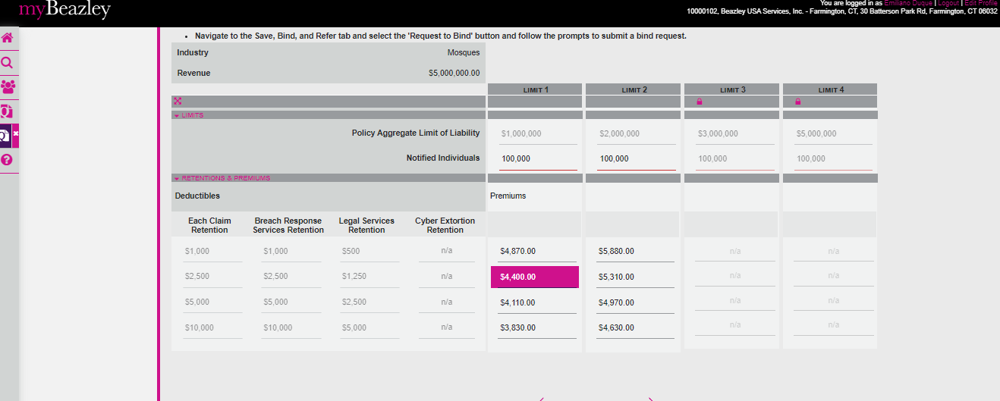 myBeazley
You are logged in as Emiliano Duque | Logout | Edit Profile
10000102, Beazley USA Services, Inc. - Farmington, CT, 30 Batterson Park Rd, Farmington, CT 06032
• Navigate to the Save, Bind, and Refer tab and select the 'Request to Bind' button and follow the prompts to submit a bind request.
Industry Mosques
Revenue $5,000,000.00
LIMIT 1 LIMIT 2 LIMIT 3 LIMIT 4
LIMITS
Policy Aggregate Limit of Liability $1,000,000 $2,000,000 $3,000,000 $5,000,000
Notified Individuals 100,000 100,000 100,000 100,000
RETENTIONS & PREMIUMS
Deductibles Premiums
Each Claim Breach Response Legal Services Cyber Extortion
Retention Services Retention Retention Retention
$1,000 $1,000 $500 n/a $4,870.00 $5,880.00 n/a n/a
$2,500 $2,500 $1,250 n/a $4,400.00 $5,310.00 n/a n/a
$5,000 $5,000 $2,500 n/a $4,110.00 $4,970.00 n/a n/a
$10,000 $10,000 $5,000 n/a $3,830.00 $4,630.00 n/a n/a